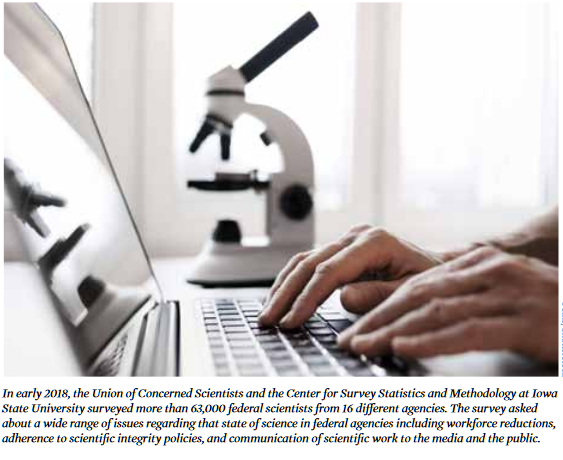 In early 2018, the Union of Concerned Scientists and the Center for Survey Statistics and Methodology at Iowa
State University surveyed more than 63,000 federal scientists from 16 different agencies. The survey asked
about a wide range of issues regarding that state of science in federal agencies including workforce reductions,
adherence to scientific integrity policies, and communication of scientific work to the media and the public.